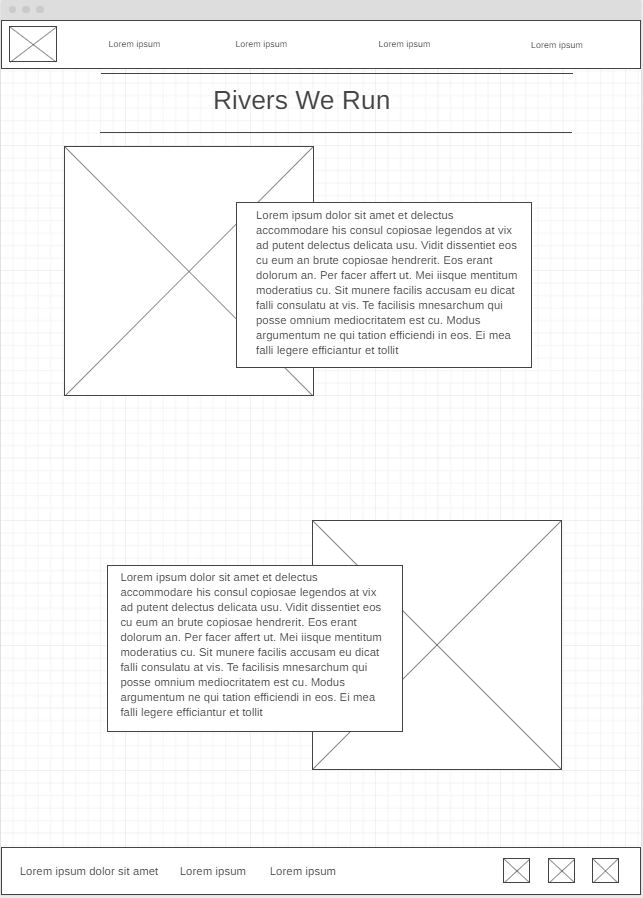 Lorem ipsum
Lorem ipsum
Lorem ipsum
Lorem ipsum
Rivers We Run
Lorem ipsum dolor sit amet et delectus
accommodare his consul copiosae legendos at vix
ad putent delectus delicata usu. Vidit dissentiet eos
cu eum an brute copiosae hendrerit. Eos erant
dolorum an. Per facer affert ut. Mei iisque mentitum
moderatius cu. Sit munere facilis accusam eu dicat
falli consulatu at vis. Te facilisis mnesarchum qui
posse omnium mediocritatem est cu. Modus
argumentum ne qui tation efficiendi in eos. Ei mea
falli legere efficiantur et tollit
Lorem ipsum dolor sit amet et delectus
accommodare his consul copiosae legendos at vix
ad putent delectus delicata usu. Vidit dissentiet eos
cu eum an brute copiosae hendrerit. Eos erant
dolorum an. Per facer affert ut. Mei iisque mentitum
moderatius cu. Sit munere facilis accusam eu dicat
falli consulatu at vis. Te facilisis mnesarchum qui
posse omnium mediocritatem est cu. Modus
argumentum ne qui tation efficiendi in eos. Ei mea
falli legere efficiantur et tollit
Lorem ipsum dolor sit amet
Lorem ipsum
Lorem ipsum